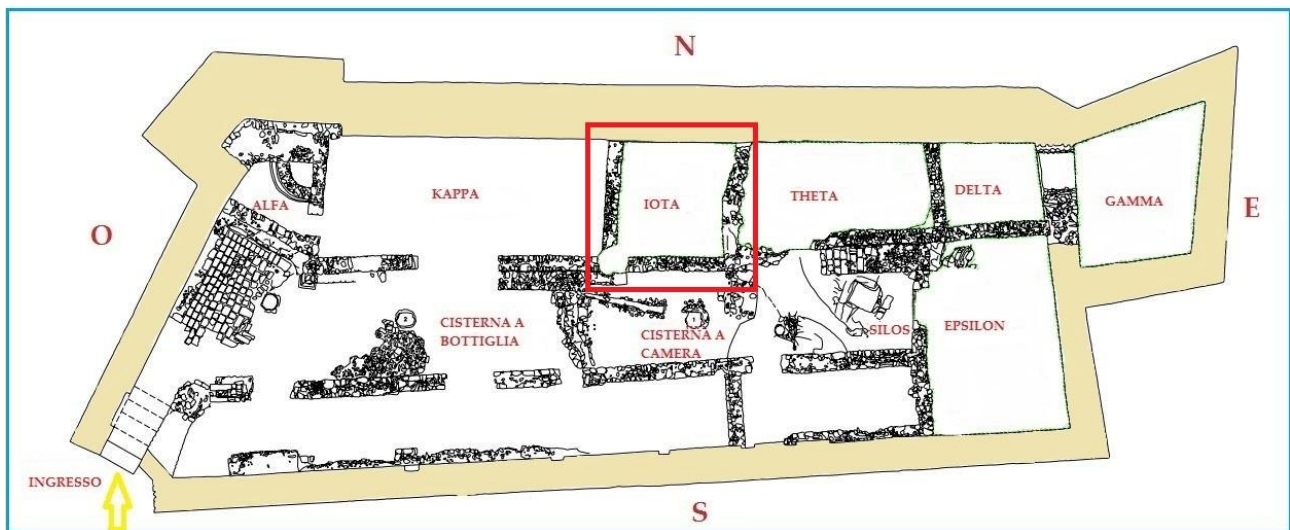 N
KAPPA
ALFA
IOTA
THETA
DELTA
GAMMA
O
E
CISTERNA A
BOTTIGLIA
CISTERNA A
CAMERA
SILOS
EPSILON
INGRESSO
S